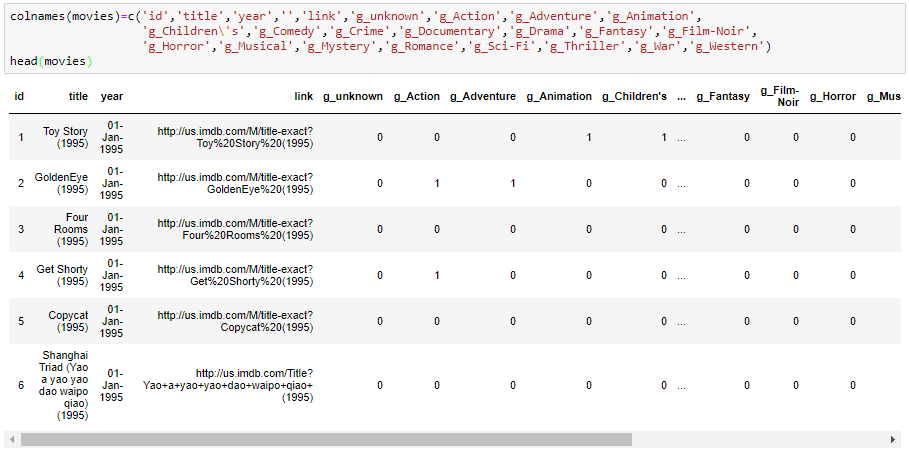 colnames(movies)=c('id','title','year','','link','g_unknown','g_Action','g_Adventure','g_Animation',
'g_Children\'s','g_Comedy','g_Crime','g_Documentary','g_Drama','g_Fantasy','g_Film-Noir',
'g_Horror','g_Musical','g_Mystery','g_Romance','g_Sci-Fi','g_Thriller','g_War','g_Western')
head(movies)
id title year link g_unknown g_Action g_Adventure g_Animation g_Children's ... g_Fantasy g_Film-
Noir g_Horror g_Mus
1 Toy Story
(1995) 01-
Jan-
1995 http://us.imdb.com/M/title-exact?
Toy%20Story%20(1995) 0 0 0 1 1 ... 0 0 0
2 GoldenEye
(1995) 01-
Jan-
1995 http://us.imdb.com/M/title-exact?
GoldenEye%20(1995) 0 1 1 0 0 ... 0 0 0
3 Four
Rooms
(1995) 01-
Jan-
1995 http://us.imdb.com/M/title-exact?
Four%20Rooms%20(1995) 0 0 0 0 0 ... 0 0 0
4 Get Shorty
(1995) 01-
Jan-
1995 http://us.imdb.com/M/title-exact?
Get%20Shorty%20(1995) 0 1 0 0 0 ... 0 0 0
5 Copycat
(1995) 01-
Jan-
1995 http://us.imdb.com/M/title-exact?
Copycat%20(1995) 0 0 0 0 0 ... 0 0 0
6 Shanghai
Triad (Yao
a yao yao
dao waipo
qiao)
(1995) 01-
Jan-
1995 http://us.imdb.com/Title?
Yao+a+yao+yao+dao+waipo+qiao+
(1995) 0 0 0 0 0 ... 0 0 0